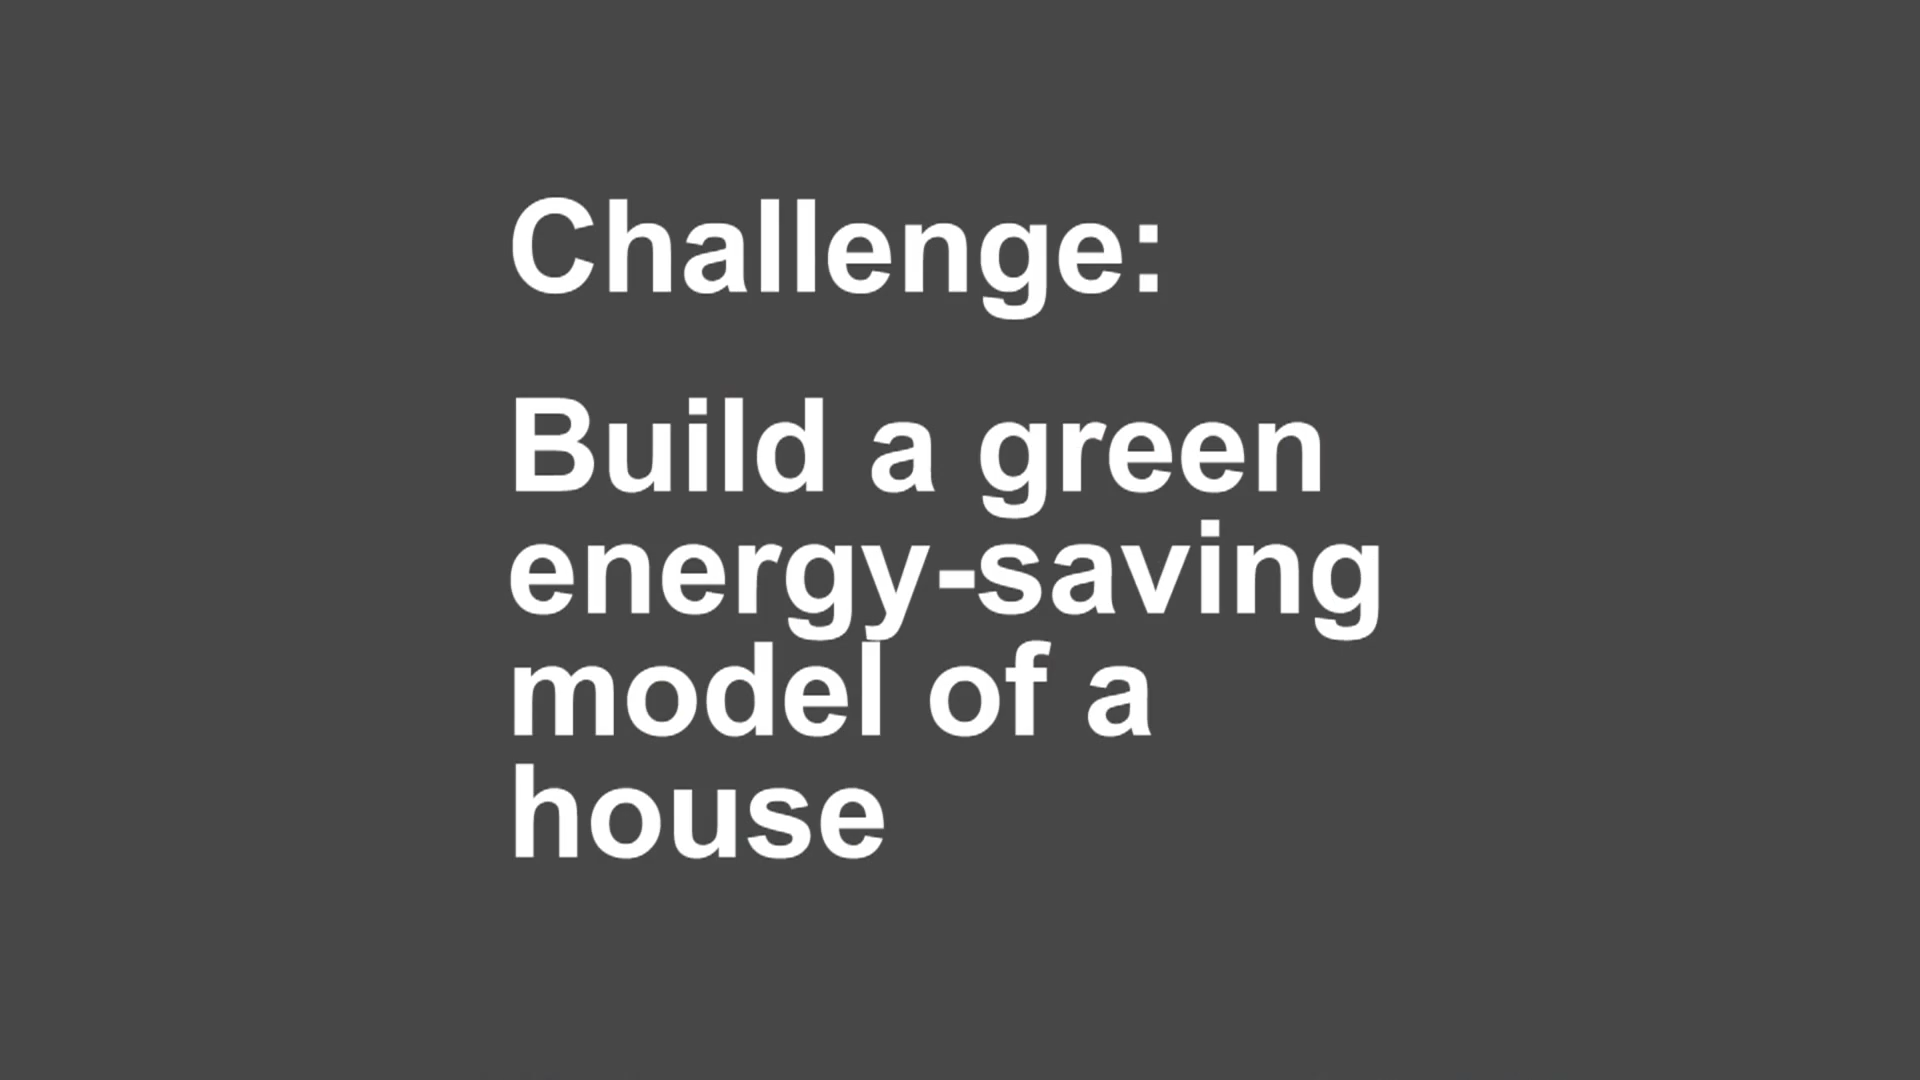 Challenge:
Build a green
energy-saving
model of a
house